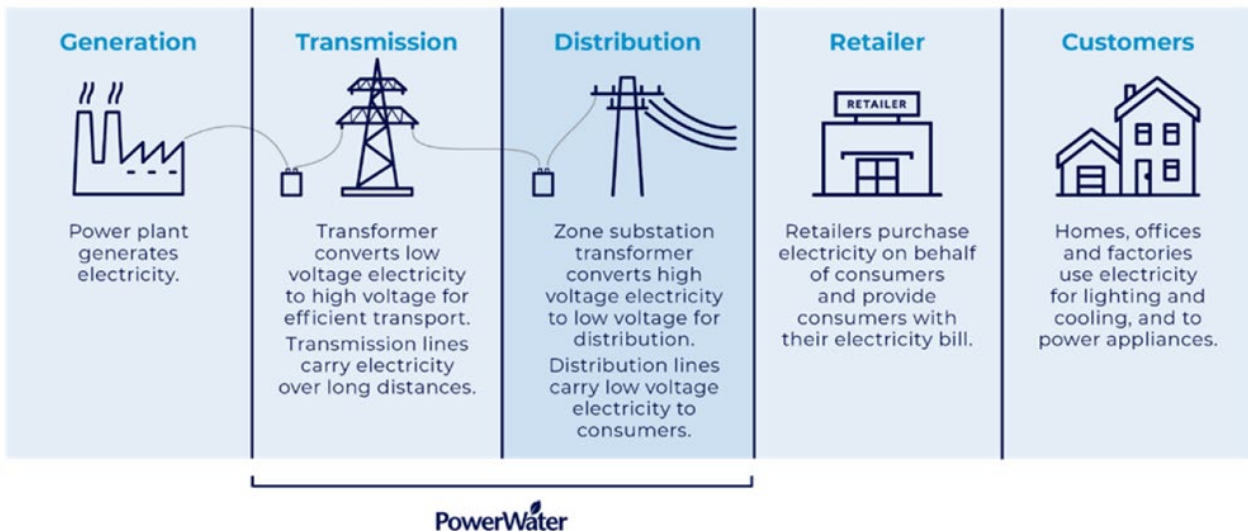 Generation
Power plant
generates
electricity.
Transmission
Transformer
converts low
voltage electricity
to high voltage for
efficient transport.
Transmission lines
carry electricity
over long distances.
Distribution
Zone substation
transformer
converts high
voltage electricity
to low voltage for
distribution.
Distribution lines
carry low voltage
electricity to
consumers.
Retailer
RETAILER
Retailers purchase
electricity on behalf
of consumers
and provide
consumers with
their electricity bill.
Customers
Homes, offices
and factories
use electricity
for lighting and
cooling, and to
power appliances.
PowerWater